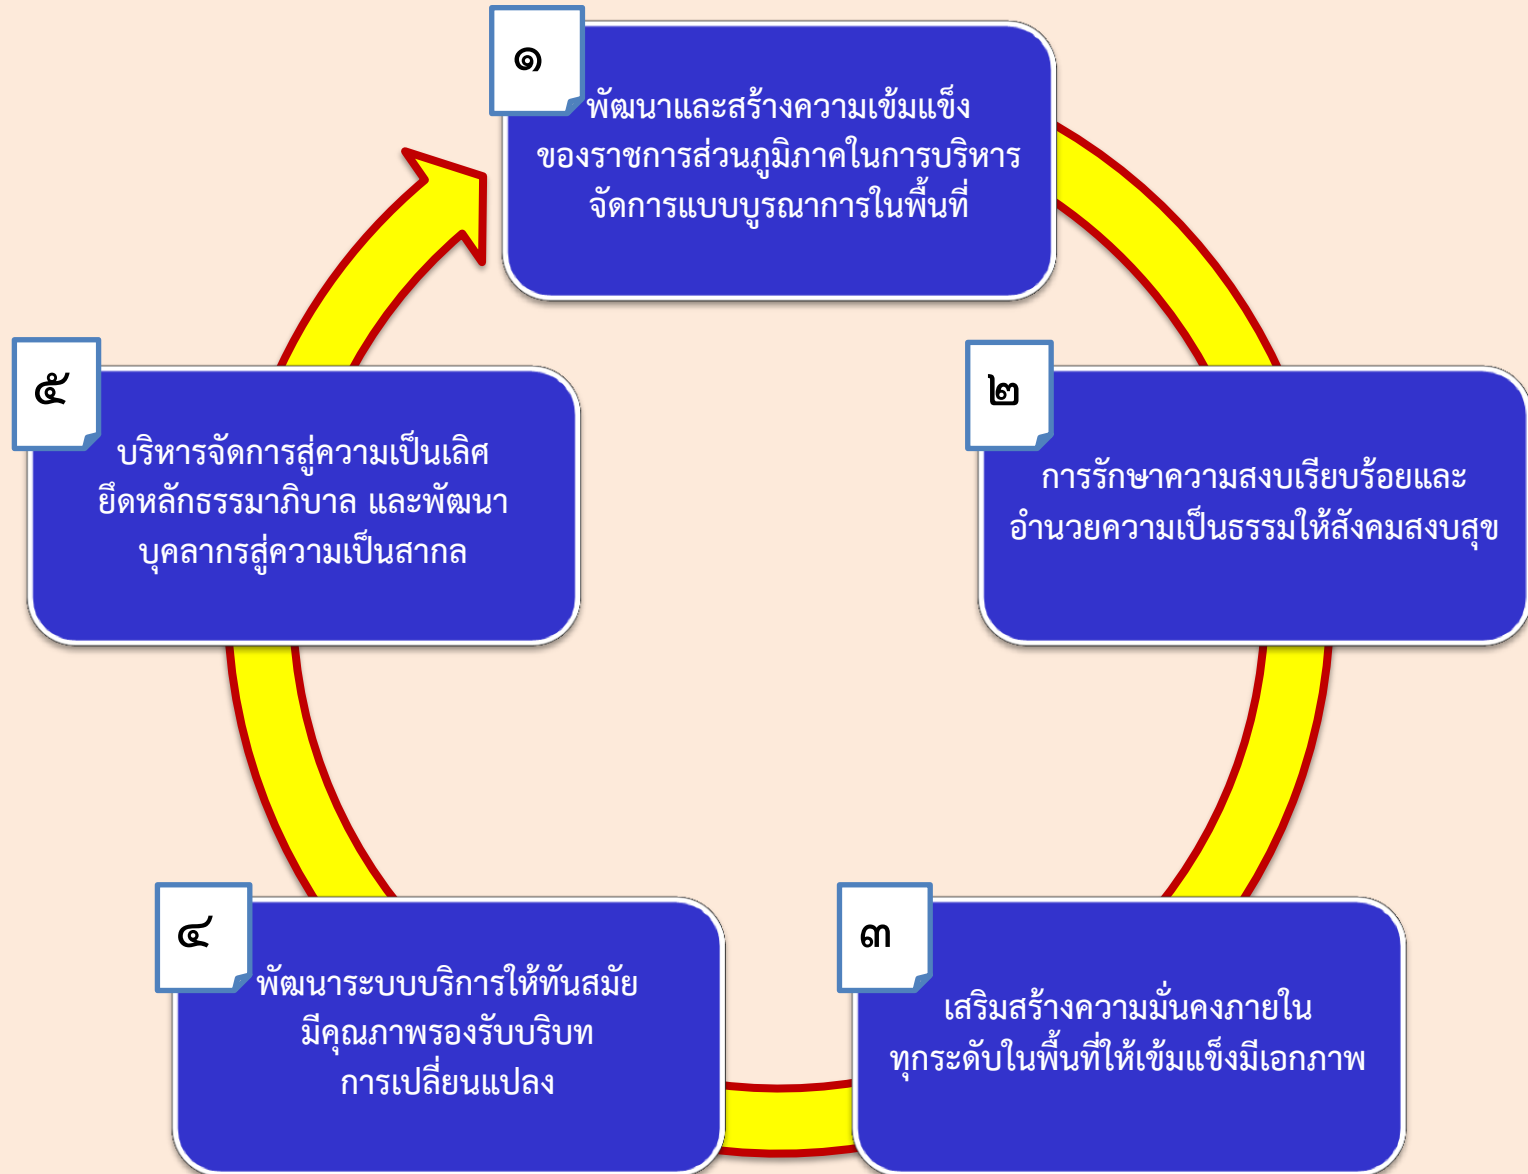 ๑
พัฒนาและสร้างความเข้มแข็ง
ของราชการส่วนภูมิภาคในการบริหาร
จัดการแบบบูรณาการในพื้นที่
๒
การรักษาความสงบเรียบร้อยและ
อำนวยความเป็นธรรมให้สังคมสงบสุข
๓
เสริมสร้างความมั่นคงภายใน
ทุกระดับในพื้นที่ให้เข้มแข็งมีเอกภาพ
๔
พัฒนาระบบบริการให้ทันสมัย
มีคุณภาพรองรับบริบท
การเปลี่ยนแปลง
๕
บริหารจัดการสู่ความเป็นเลิศ
ยึดหลักธรรมาภิบาล และพัฒนา
บุคลากรสู่ความเป็นสากล